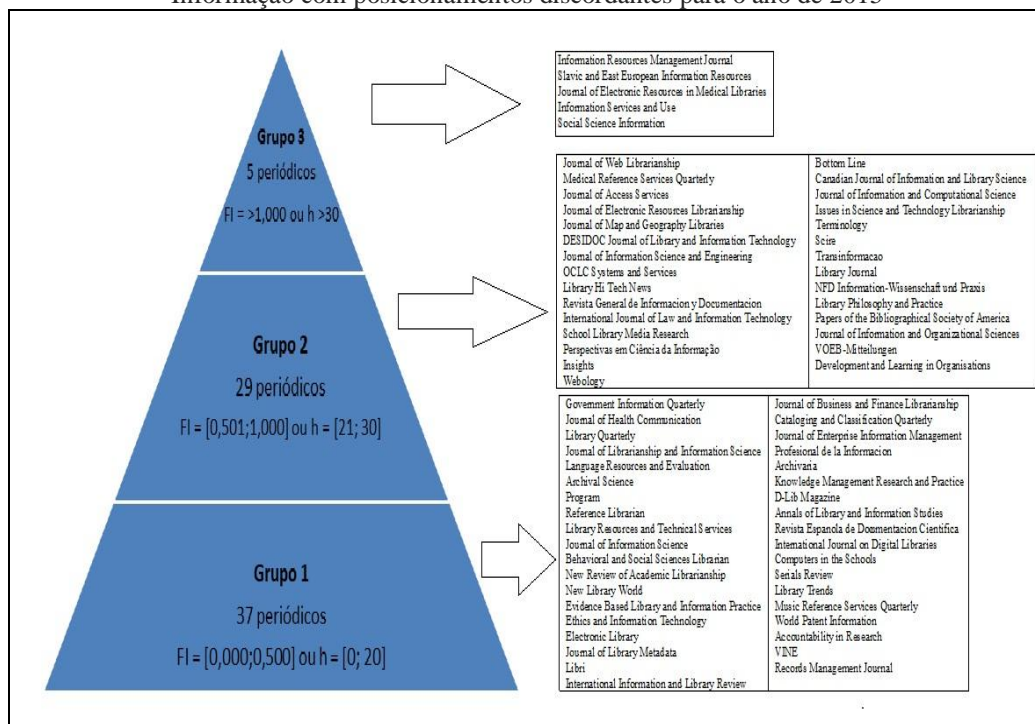 Informação com posicionamentos discordantes para o ano de 2013
Grupo 3
5 periódicos
FI = >1,000 ou h >30
Information Resources Management Journal
Slavic and East European Information Resources
Journal of Electronic Resources in Medical Libraries
Information Services and Use
Social Science Information
Grupo 2
29 periódicos
FI = [0,501;1,000] ou h = [21; 30]
Journal of Web Librarianship
Medical Reference Services Quarterly
Journal of Access Services
Journal of Electronic Resources Librarianship
Journal of Map and Geography Libraries
DESIDOC Journal of Library and Information Technology
Journal of Information Science and Engineering
OCLC Systems and Services
Library Hi Tech News
Revista General de Informacion y Documentacion
International Journal of Law and Information Technology
School Library Media Research
Perspectivas em Ciência da Informação
Insights
Webology
Bottom Line
Canadian Journal of Information and Library Science
Journal of Information and Computational Science
Issues in Science and Technology Librarianship
Terminology
Scire
Transinformacao
Library Journal
NFD Information-Wissenschaft und Praxis
Library Philosophy and Practice
Papers of the Bibliographical Society of America
Journal of Information and Organizational Sciences
VOEB-Mitteilungen
Development and Learning in Organisations
Grupo 1
37 periódicos
FI = [0,000;0,500] ou h = [0; 20]
Government Information Quarterly
Journal of Health Communication
Library Quarterly
Journal of Librarianship and Information Science
Language Resources and Evaluation
Archival Science
Program
Reference Librarian
Library Resources and Technical Services
Journal of Information Science
Behavioral and Social Sciences Librarian
New Review of Academic Librarianship
New Library World
Evidence Based Library and Information Practice
Ethics and Information Technology
Electronic Library
Journal of Library Metadata
Libri
International Information and Library Review
Journal of Business and Finance Librarianship
Cataloging and Classification Quarterly
Journal of Enterprise Information Management
Profesional de la Informacion
Archivaria
Knowledge Management Research and Practice
D-Lib Magazine
Annals of Library and Information Studies
Revista Espanola de Documentacion Cientifica
International Journal on Digital Libraries
Computers in the Schools
Serials Review
Library Trends
Music Reference Services Quarterly
World Patent Information
Accountability in Research
VINE
Records Management Journal